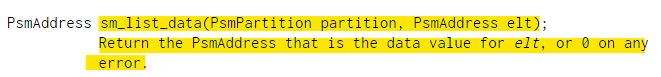 PsmAddress sm_list_data(PsmPartition partition, PsmAddress elt);
Return the PsmAddress that is the data value for elt, or 0 on any
error.